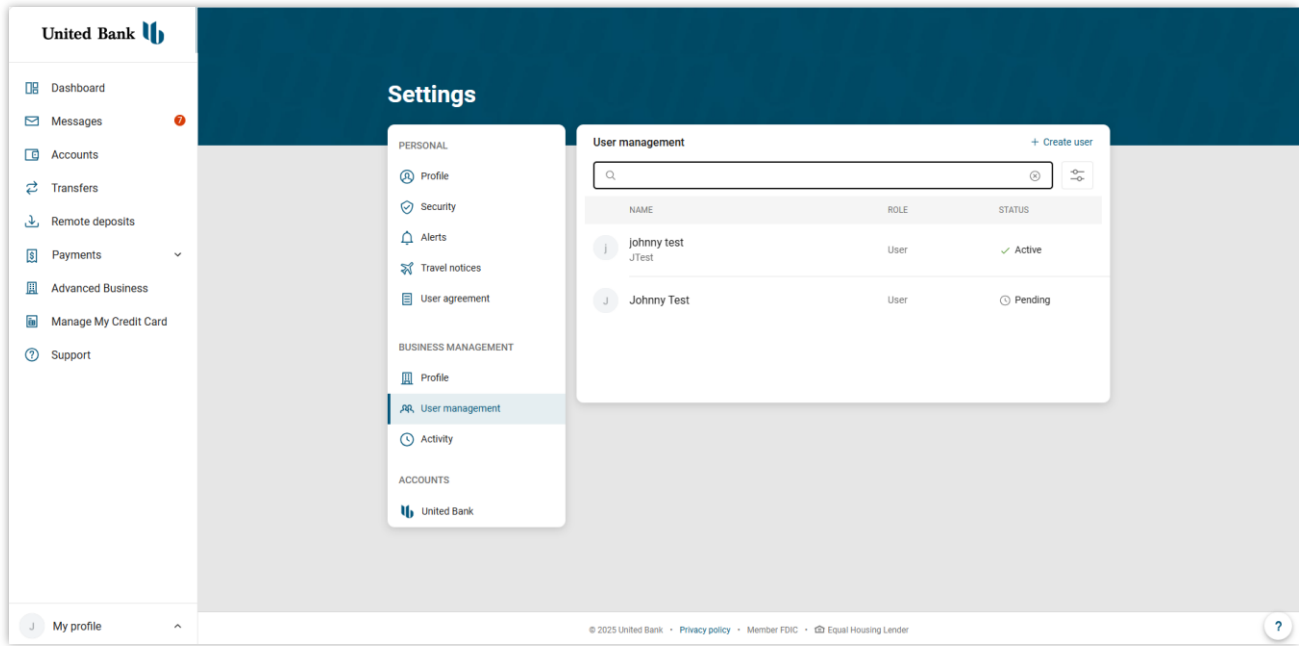 United Bank
Dashboard
Messages
7
Accounts
Transfers
Remote deposits
Payments
Advanced Business
Manage My Credit Card
Support
J
My profile
Settings
PERSONAL
Profile
Security
Alerts
Travel notices
User agreement
BUSINESS MANAGEMENT
Profile
User management
Activity
ACCOUNTS
United Bank
User management
+ Create user
NAME ROLE STATUS
j johnny test User Active
JTest
J Johnny Test User Pending
© 2025 United Bank • Privacy policy • Member FDIC • Equal Housing Lender
?